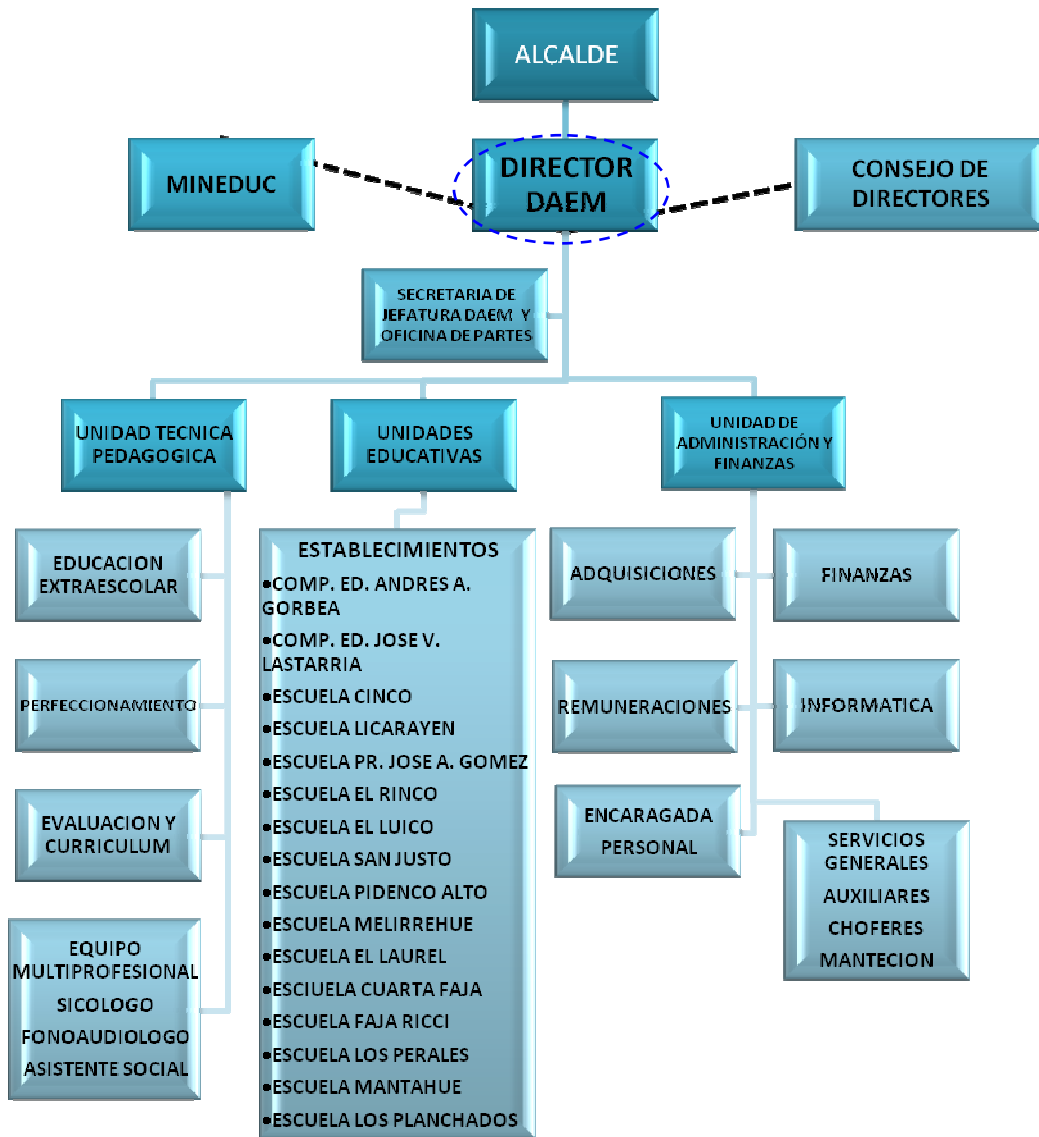 ALCALDE
MINEDUC
DIRECTOR
DAEM
CONSEJO DE
DIRECTORES
SECRETARIA DE
JEFATURA DAEM Y
OFICINA DE PARTES
UNIDAD TECNICA
PEDAGOGICA
UNIDADES
EDUCATIVAS
UNIDAD DE
ADMINISTRACIÓN Y
FINANZAS
EDUCACION
EXTRAESCOLAR
PERFECCIONAMIENTO
EVALUACION Y
CURRICULUM
EQUIPO
MULTIPROFESIONAL
SICOLOGO
FONOAUDIOLOGO
ASISTENTE SOCIAL
ESTABLECIMIENTOS
•COMP. ED. ANDRES A.
GORBEA
•COMP. ED. JOSE V.
LASTARRIA
•ESCUELA CINCO
•ESCUELA LICARAYEN
•ESCUELA PR. JOSE A. GOMEZ
•ESCUELA EL RINCO
•ESCUELA EL LUICO
•ESCUELA SAN JUSTO
•ESCUELA PIDENCO ALTO
•ESCUELA MELIRREHUE
•ESCUELA EL LAUREL
•ESCIUELA CUARTA FAJA
•ESCUELA FAJA RICCI
•ESCUELA LOS PERALES
•ESCUELA MANTAHUE
•ESCUELA LOS PLANCHADOS
ADQUISICIONES
FINANZAS
REMUNERACIONES
INFORMATICA
ENCARAGADA
PERSONAL
SERVICIOS
GENERALES
AUXILIARES
CHOFERES
MANTECION